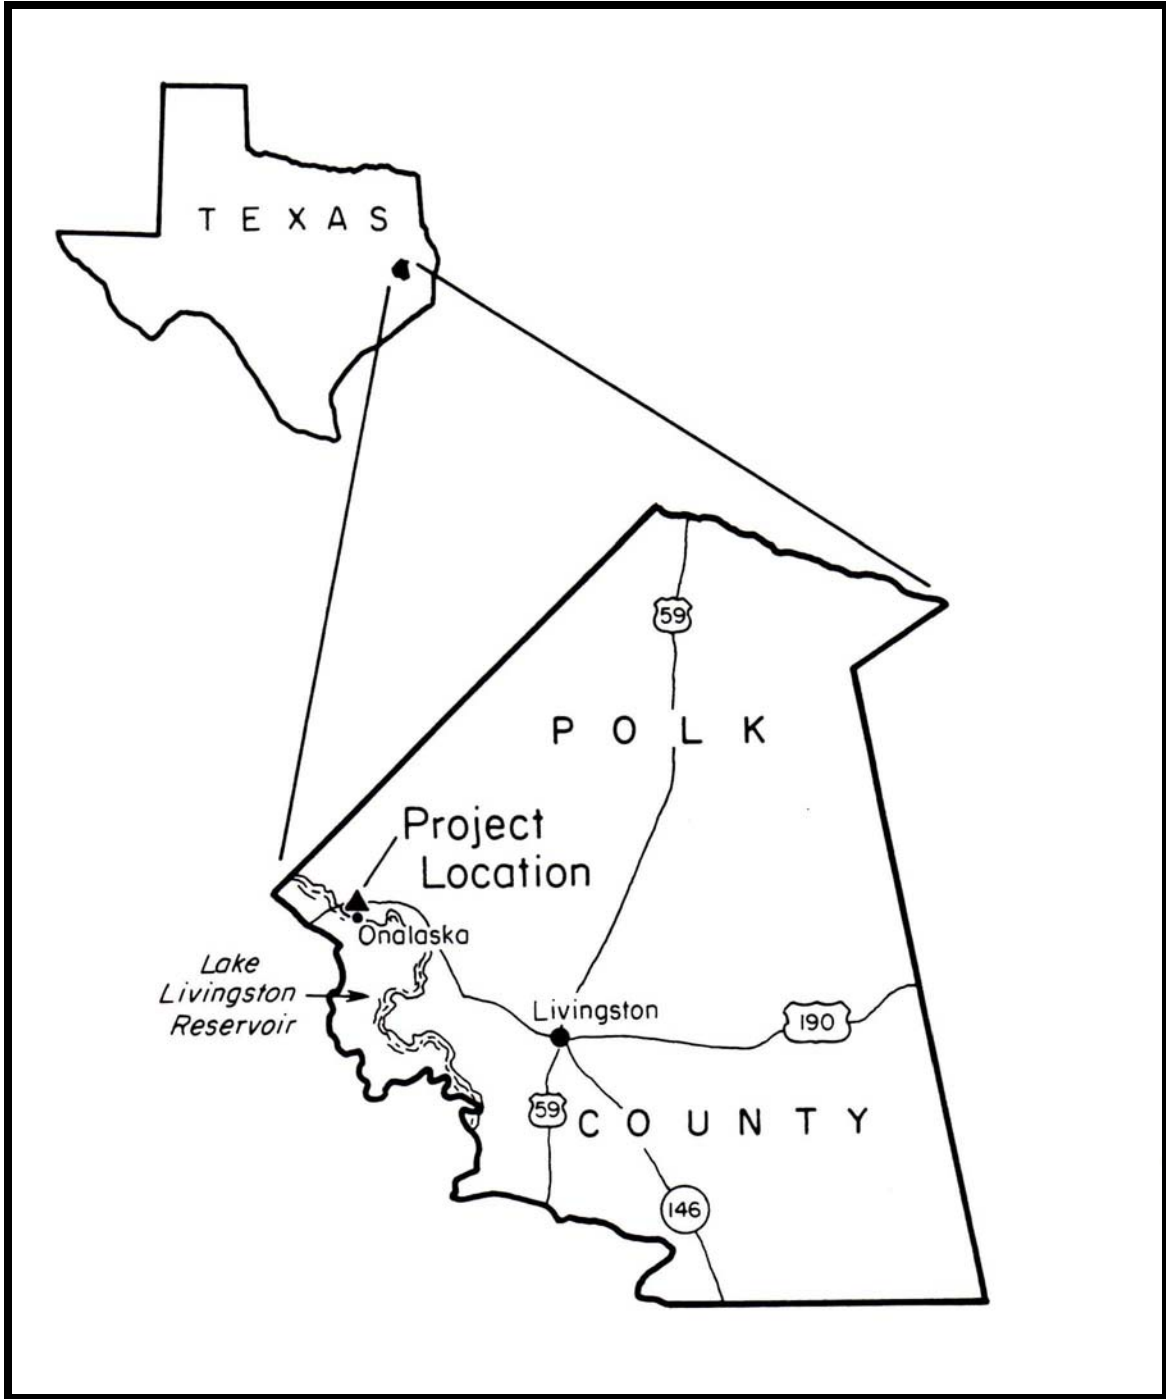 TEXAS
59
POLK
Project
Location
Onalaska
Lake
Livingston
Reservoir
Livingston
190
59
COUNTY
146